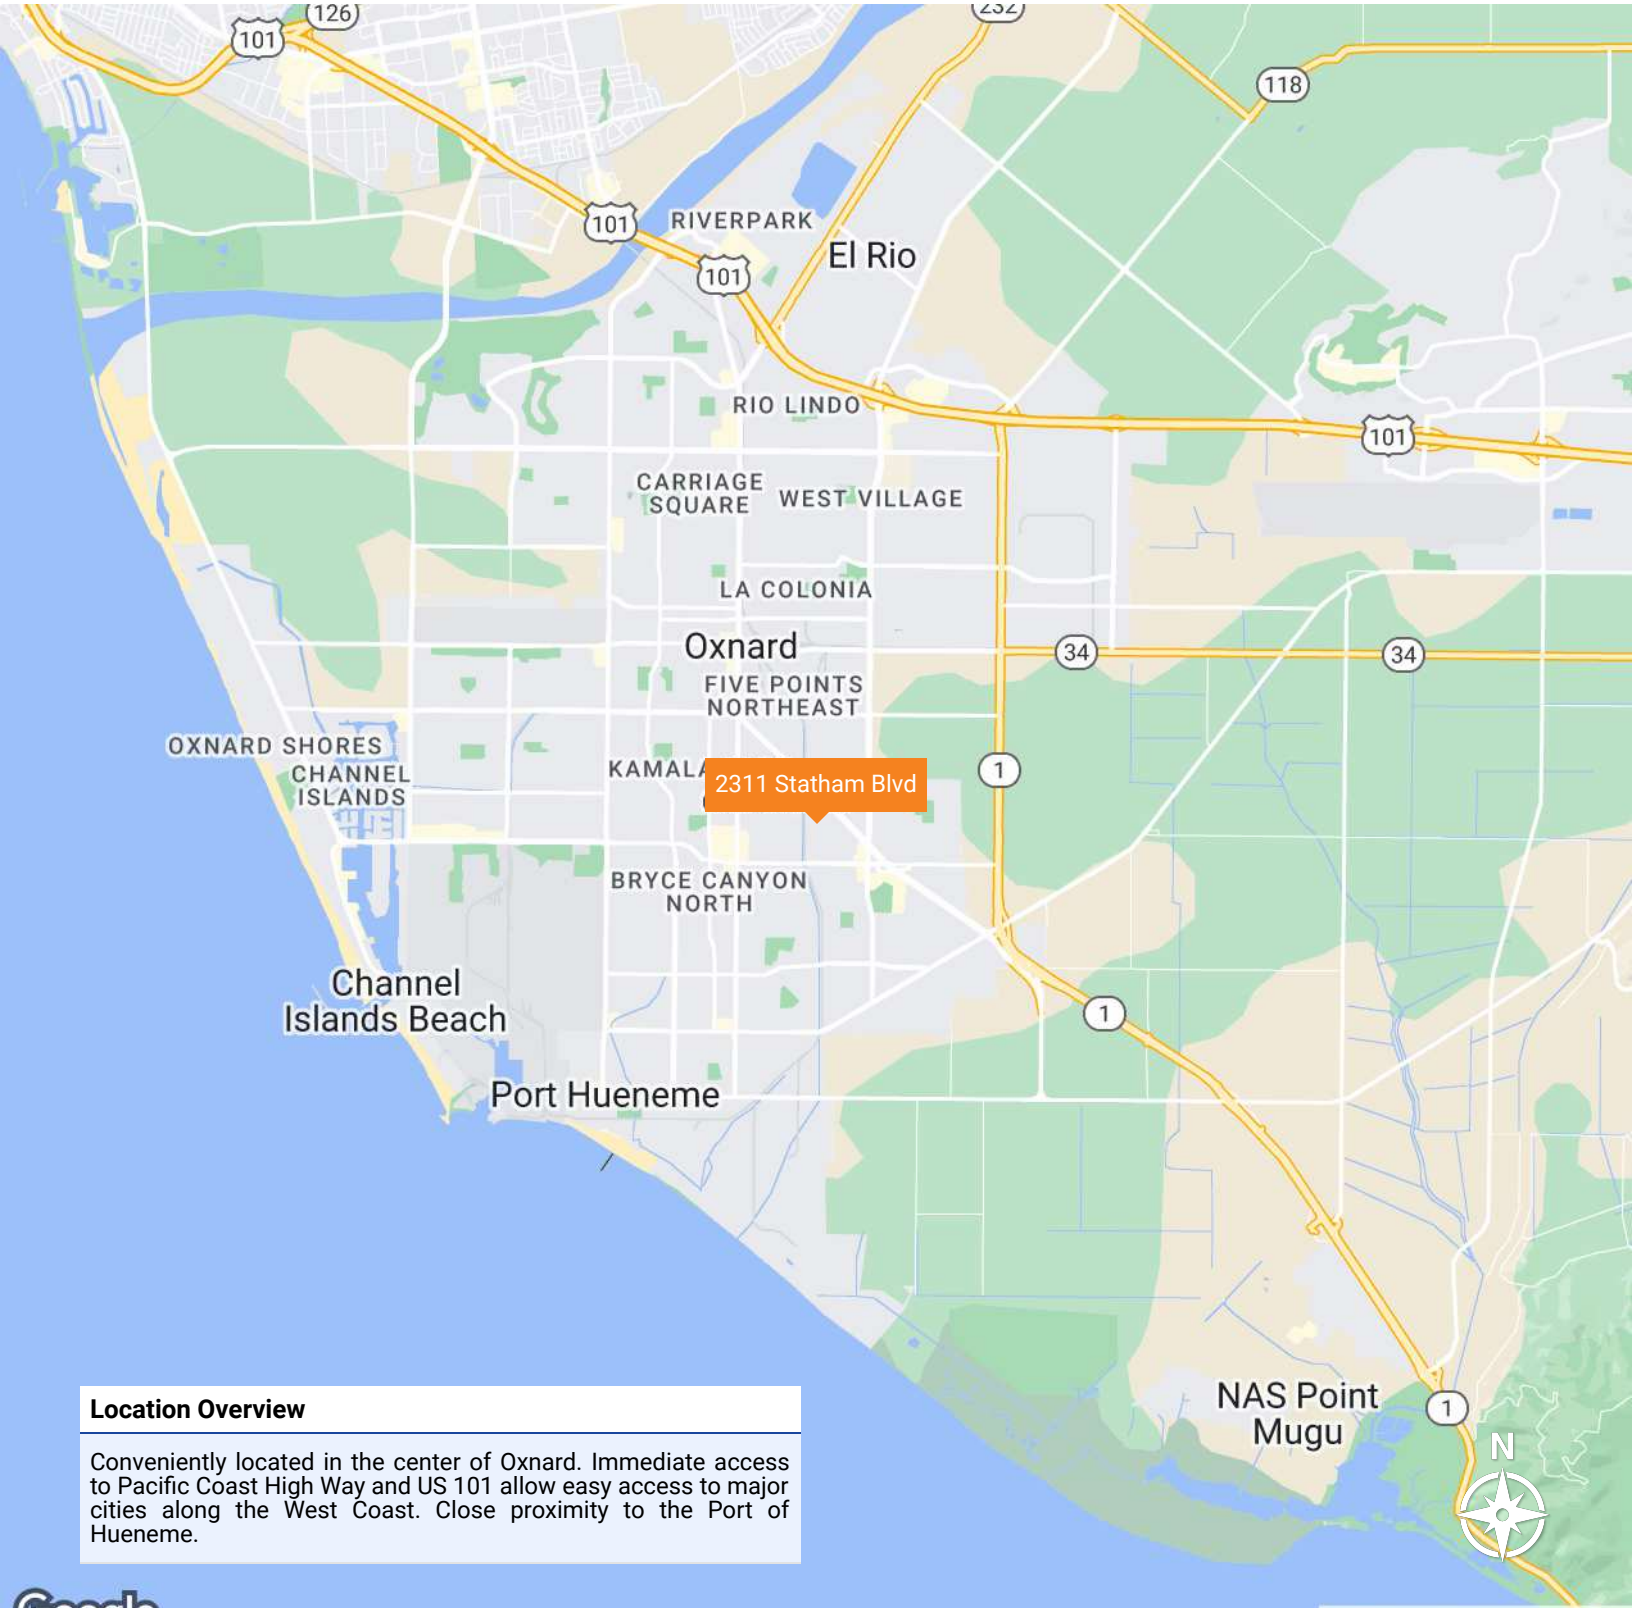 126
232
101
118
101
RIVERPARK
101
El Rio
RIO LINDO
101
CARRIAGE
SQUARE
WEST VILLAGE
LA COLONIA
Oxnard
34
34
FIVE POINTS
NORTHEAST
OXNARD SHORES
CHANNEL
ISLANDS
KAMALA
2311 Statham Blvd
1
BRYCE CANYON
NORTH
Channel
Islands Beach
1
Port Hueneme
NAS Point
Mugu
1
N
Location Overview
Conveniently located in the center of Oxnard. Immediate access
to Pacific Coast High Way and US 101 allow easy access to major
cities along the West Coast. Close proximity to the Port of
Hueneme.
Google